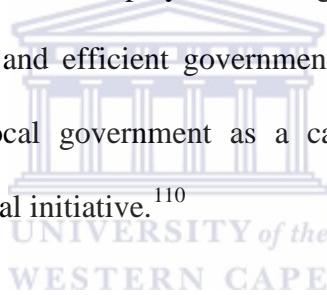 and efficient governmen
ocal government as a ca
al initiative.110
UNIVERSITY of the
WESTERN CAPE